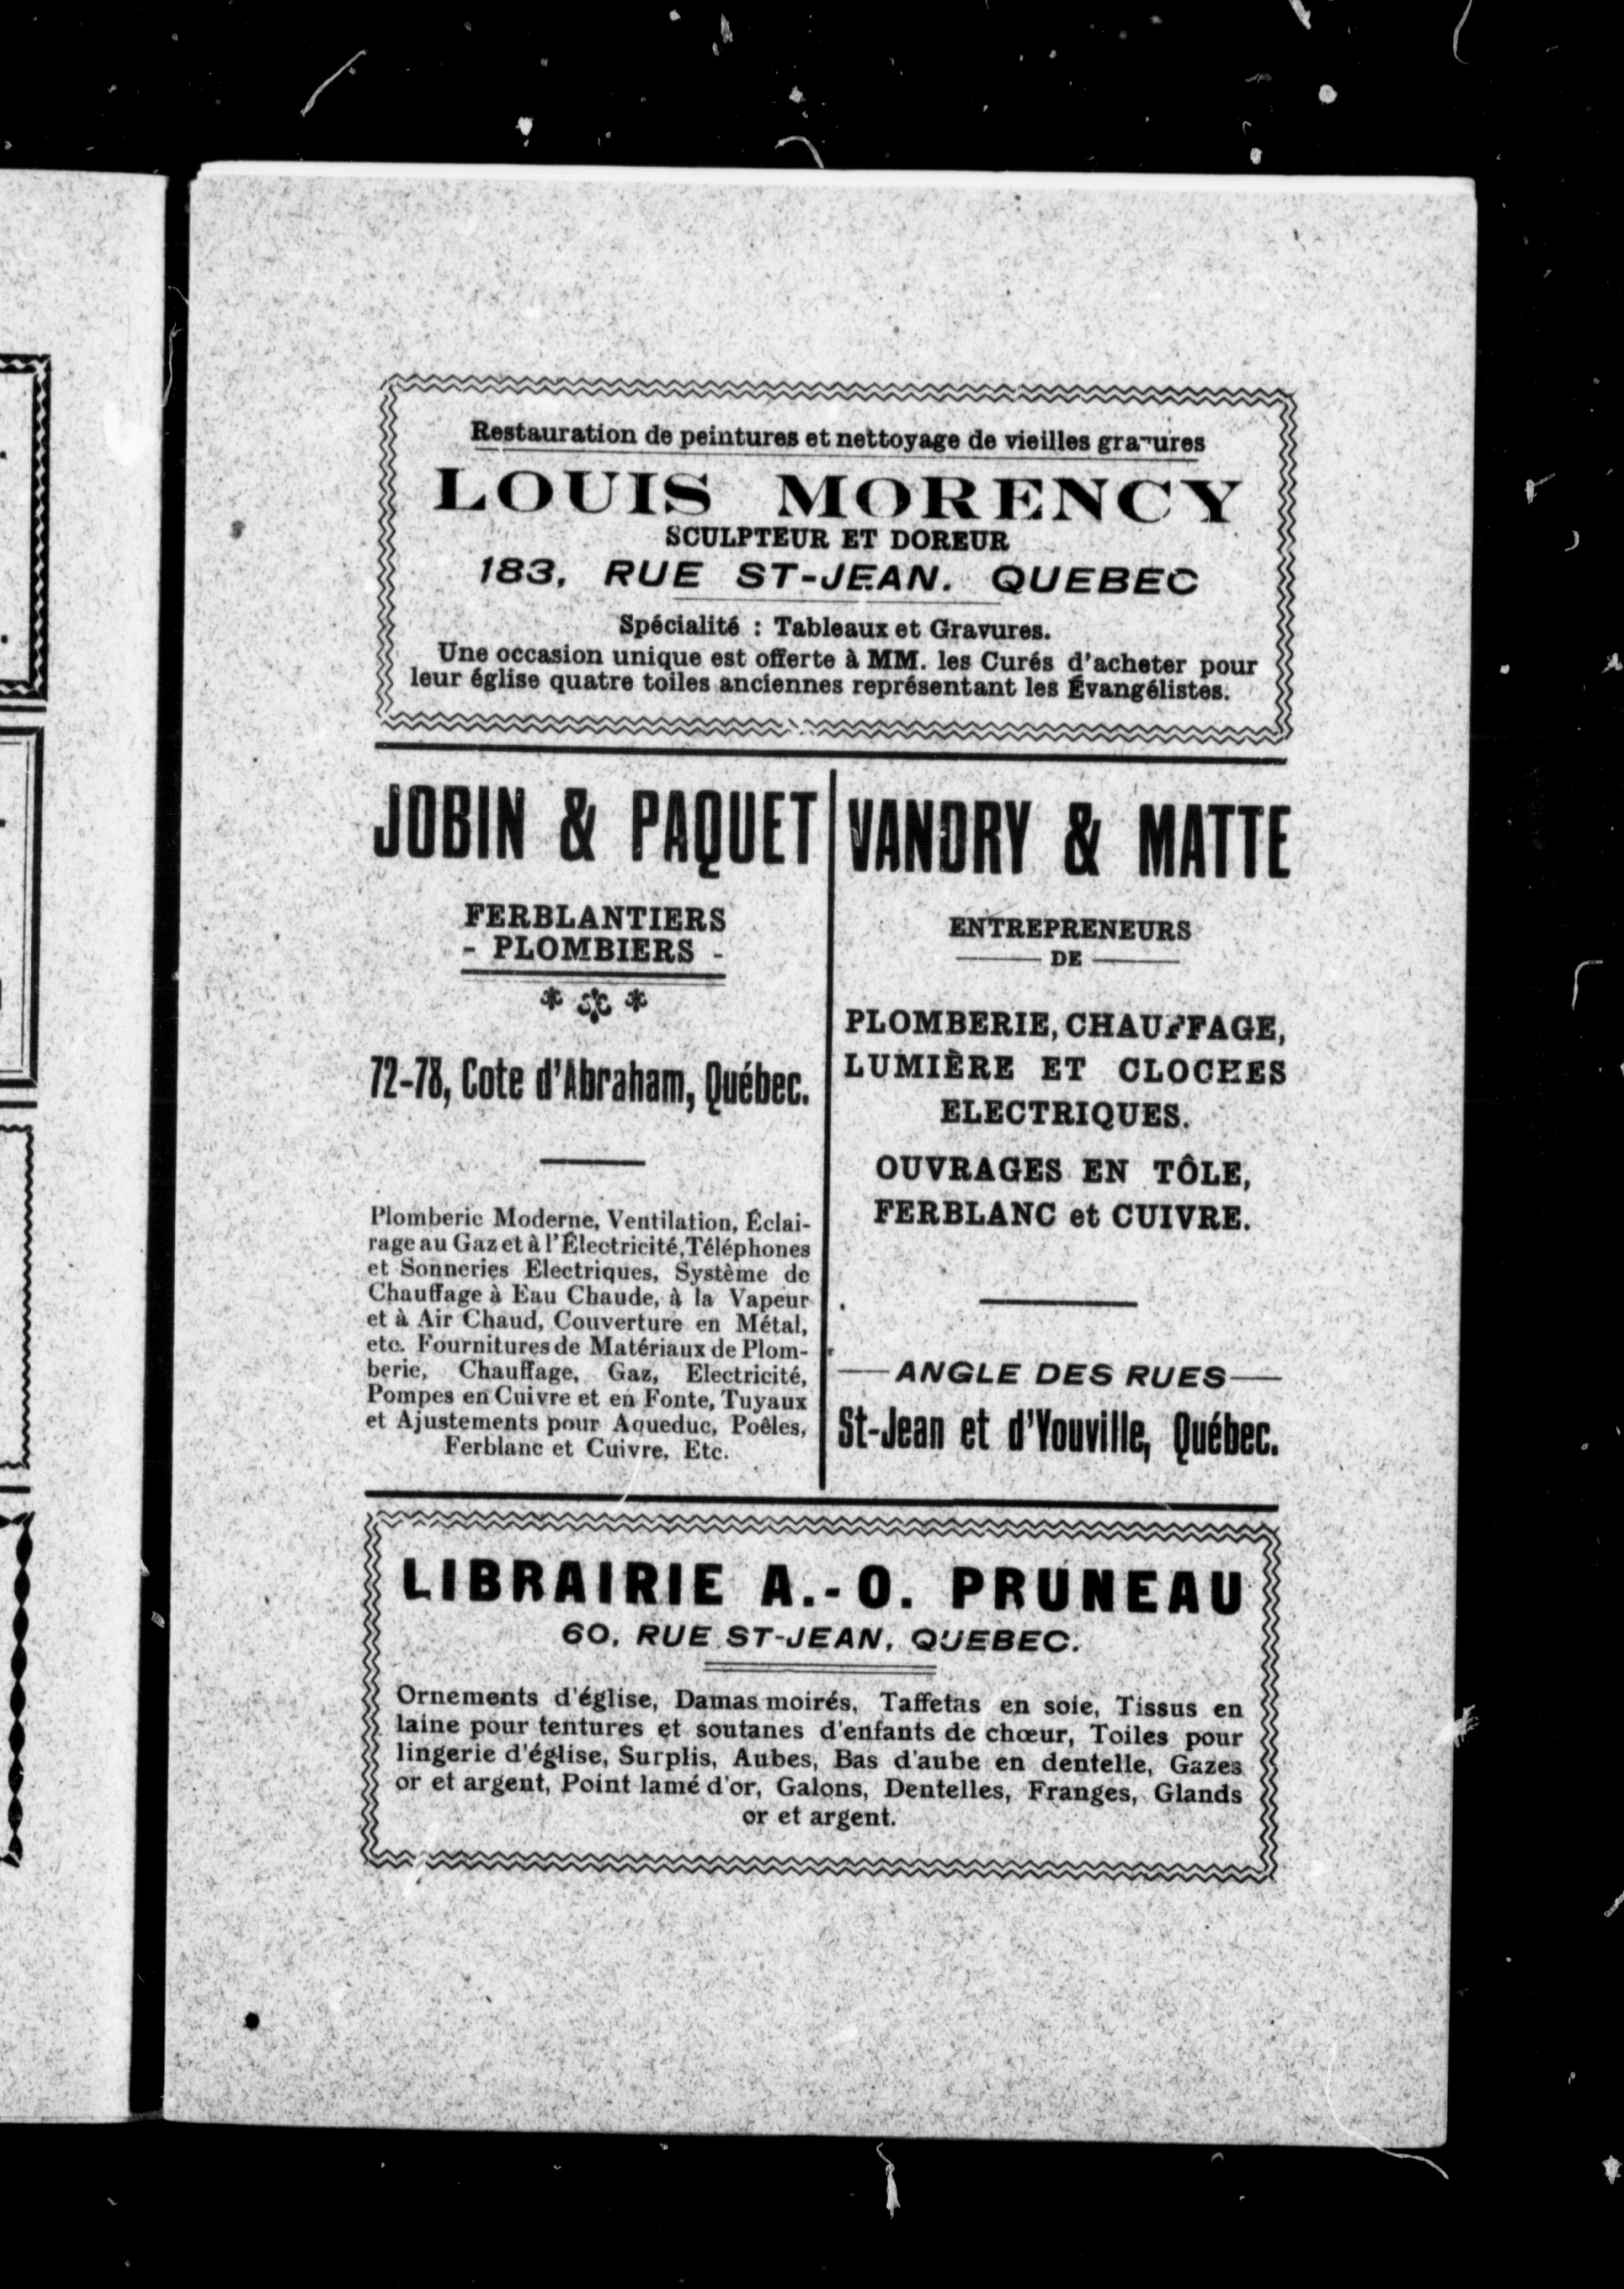 Restauration de peintures et nettoyage de vieilles gravures
LOUIS MORENCY
SCULPTEUR ET DOREUR
183, RUE ST-JEAN. QUEBEC
Spécialité : Tableaux et Gravures.
Une occasion unique est offerte à MM. les Curés d'acheter pour
leur église quatre toiles anciennes représentant les Évangélistes.
JOBIN & PAQUET
FERBLANTIERS
- PLOMBIERS -
72-78, Cote d'Abraham, Québec.
Plomberie Moderne, Ventilation, Éclai-
rage au Gaz et à l'Électricité, Téléphones
et Sonneries Electriques, Système de
Chauffage à Eau Chaude, à la Vapeur
et à Air Chaud, Couverture en Métal,
etc. Fournitures de Matériaux de Plom-
berie, Chauffage, Gaz, Electricité,
Pompes en Cuivre et en Fonte, Tuyaux
et Ajustements pour Aqueduc, Poêles,
Ferblanc et Cuivre, Etc.
VANDRY & MATTE
ENTREPRENEURS
DE
PLOMBERIE, CHAUFFAGE,
LUMIÈRE ET CLOCHES
ELECTRIQUES.
OUVRAGES EN TÔLE,
FERBLANC et CUIVRE.
ANGLE DES RUES
St-Jean et d'Youville, Québec.
LIBRAIRIE A.-O. PRUNEAU
60, RUE ST-JEAN, QUEBEC.
Ornements d'église, Damas moirés, Taffetas en soie, Tissus en
laine pour tentures et soutanes d'enfants de chœur, Toiles pour
lingerie d'église, Surplis, Aubes, Bas d'aube en dentelle, Gazes
or et argent, Point lamé d'or, Galons, Dentelles, Franges, Glands
or et argent.